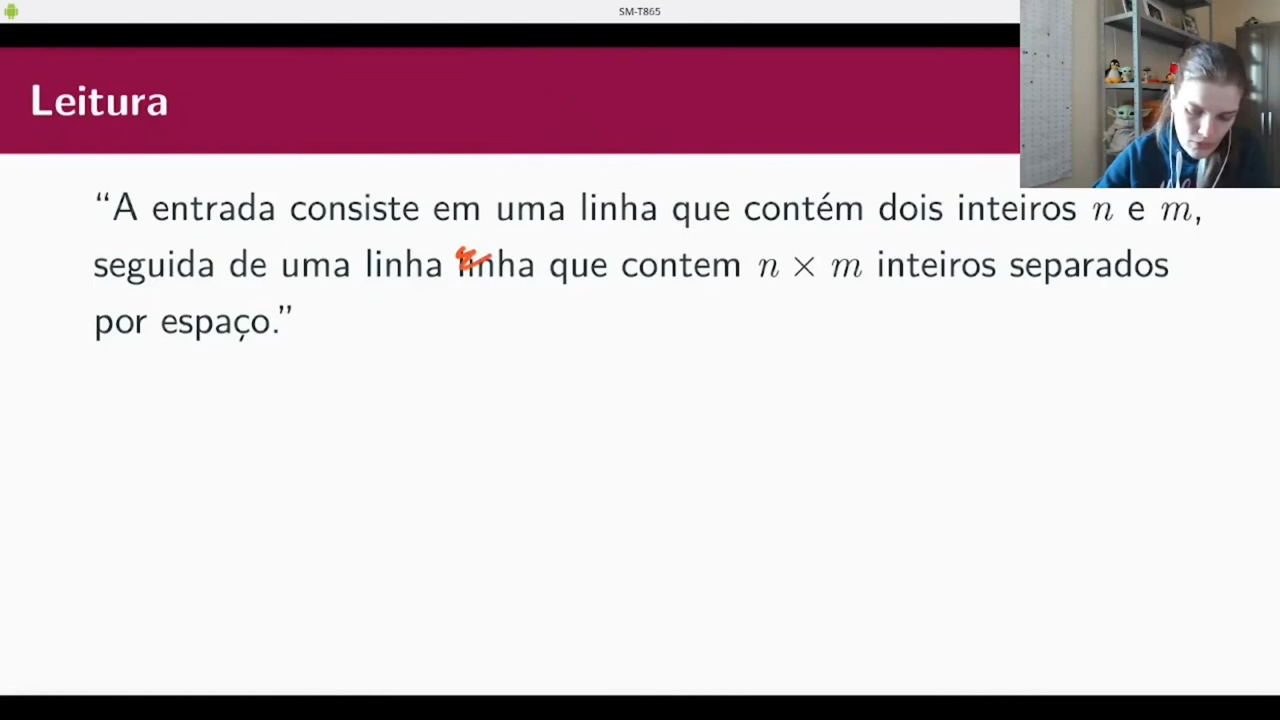 SM-T865
Leitura
“A entrada consiste em uma linha que contém dois inteiros n e m,
seguida de uma linha linha que contem n × m inteiros separados
por espaço.”